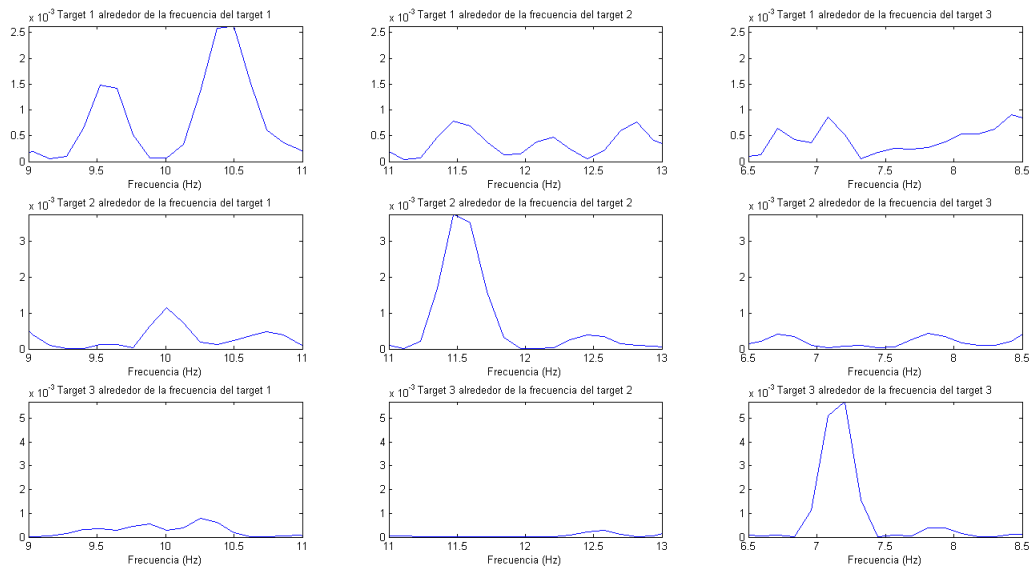 x 10⁻³ Target 1 alrededor de la frecuencia del target 1
2.5
2
1.5
1
0.5
0
9 9.5 10 10.5 11
Frecuencia (Hz)
x 10⁻³ Target 1 alrededor de la frecuencia del target 2
2.5
2
1.5
1
0.5
0
11 11.5 12 12.5 13
Frecuencia (Hz)
x 10⁻³ Target 1 alrededor de la frecuencia del target 3
2.5
2
1.5
1
0.5
0
6.5 7 7.5 8 8.5
Frecuencia (Hz)
x 10⁻³ Target 2 alrededor de la frecuencia del target 1
3
2
1
0
9 9.5 10 10.5 11
Frecuencia (Hz)
x 10⁻³ Target 2 alrededor de la frecuencia del target 2
3
2
1
0
11 11.5 12 12.5 13
Frecuencia (Hz)
x 10⁻³ Target 2 alrededor de la frecuencia del target 3
3
2
1
0
6.5 7 7.5 8 8.5
Frecuencia (Hz)
x 10⁻³ Target 3 alrededor de la frecuencia del target 1
5
4
3
2
1
0
9 9.5 10 10.5 11
Frecuencia (Hz)
x 10⁻³ Target 3 alrededor de la frecuencia del target 2
5
4
3
2
1
0
11 11.5 12 12.5 13
Frecuencia (Hz)
x 10⁻³ Target 3 alrededor de la frecuencia del target 3
5
4
3
2
1
0
6.5 7 7.5 8 8.5
Frecuencia (Hz)